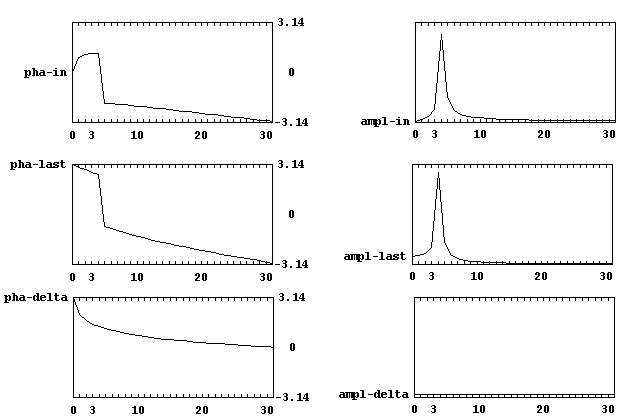 3.14
pha-in
0
-3.14
0 3 10 20 30
ampl-in
0 3 10 20 30
3.14
pha-last
0
-3.14
0 3 10 20 30
ampl-last
0 3 10 20 30
pha-delta
3.14
0
-3.14
0 3 10 20 30
ampl-delta
0 3 10 20 30